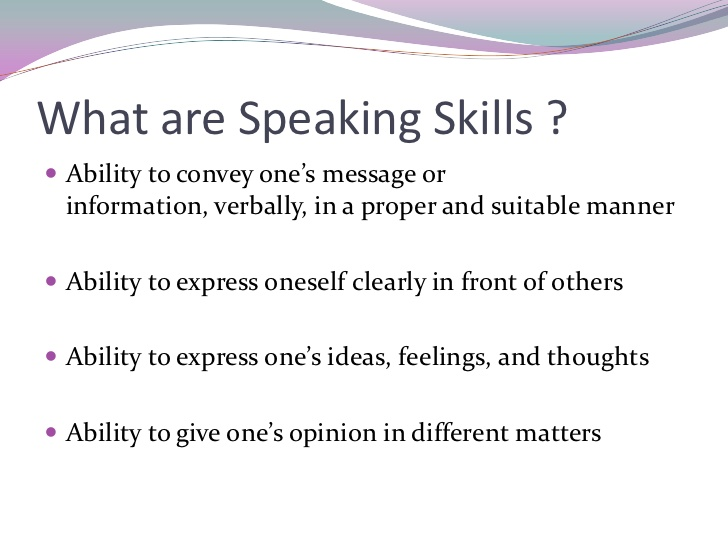 What are Speaking Skills ?
• Ability to convey one’s message or
information, verbally, in a proper and suitable manner
• Ability to express oneself clearly in front of others
• Ability to express one’s ideas, feelings, and thoughts
• Ability to give one’s opinion in different matters